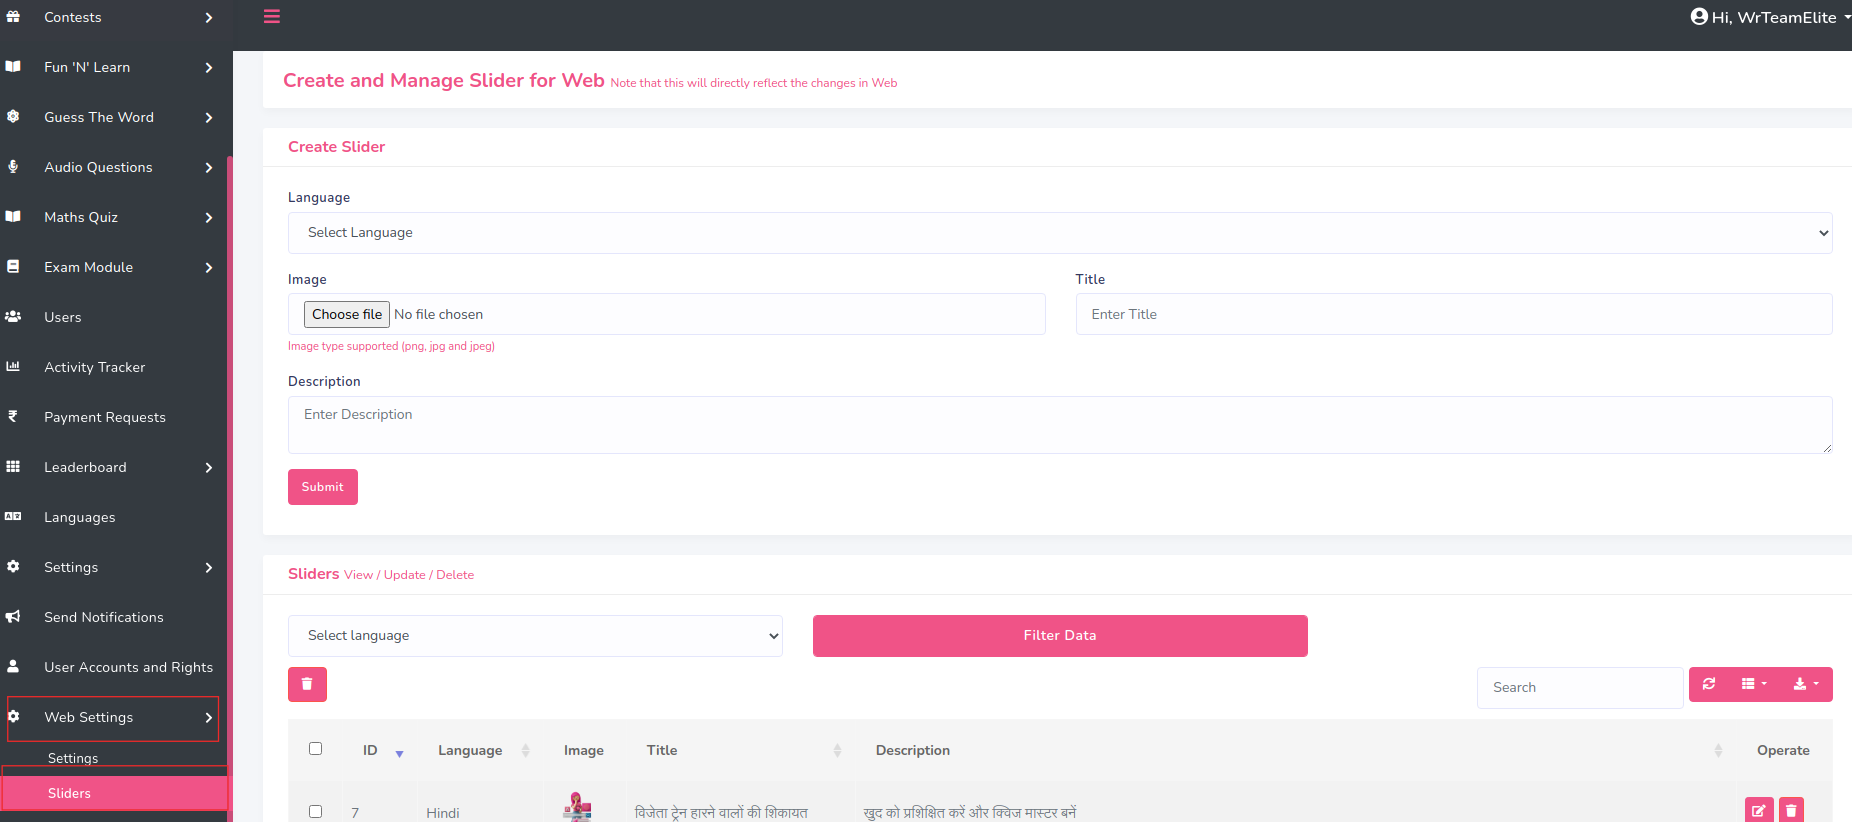 Contests
Fun 'N' Learn
Guess The Word
Audio Questions
Maths Quiz
Exam Module
Users
Activity Tracker
Payment Requests
Leaderboard
Languages
Settings
Send Notifications
User Accounts and Rights
Web Settings
Settings
Sliders
Hi, WrTeamElite
Create and Manage Slider for Web Note that this will directly reflect the changes in Web
Create Slider
Language
Select Language
Image
Title
Choose file No file chosen
Enter Title
Image type supported (png, jpg and jpeg)
Description
Enter Description
Submit
Sliders View / Update / Delete
Select language
Filter Data
Search
ID Language Image Title Description Operate
7 Hindi विजेता ट्रेन हारने वालों की शिकायत खुद को प्रशिक्षित करें और क्विज मास्टर बनें